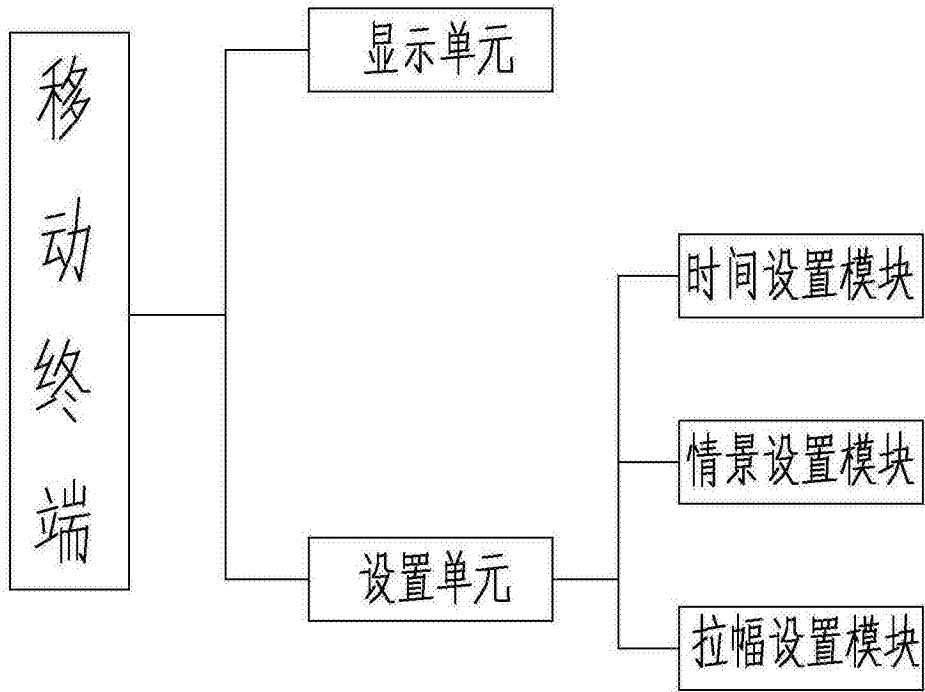 移动终端
显示单元
设置单元
时间设置模块
情景设置模块
拉幅设置模块